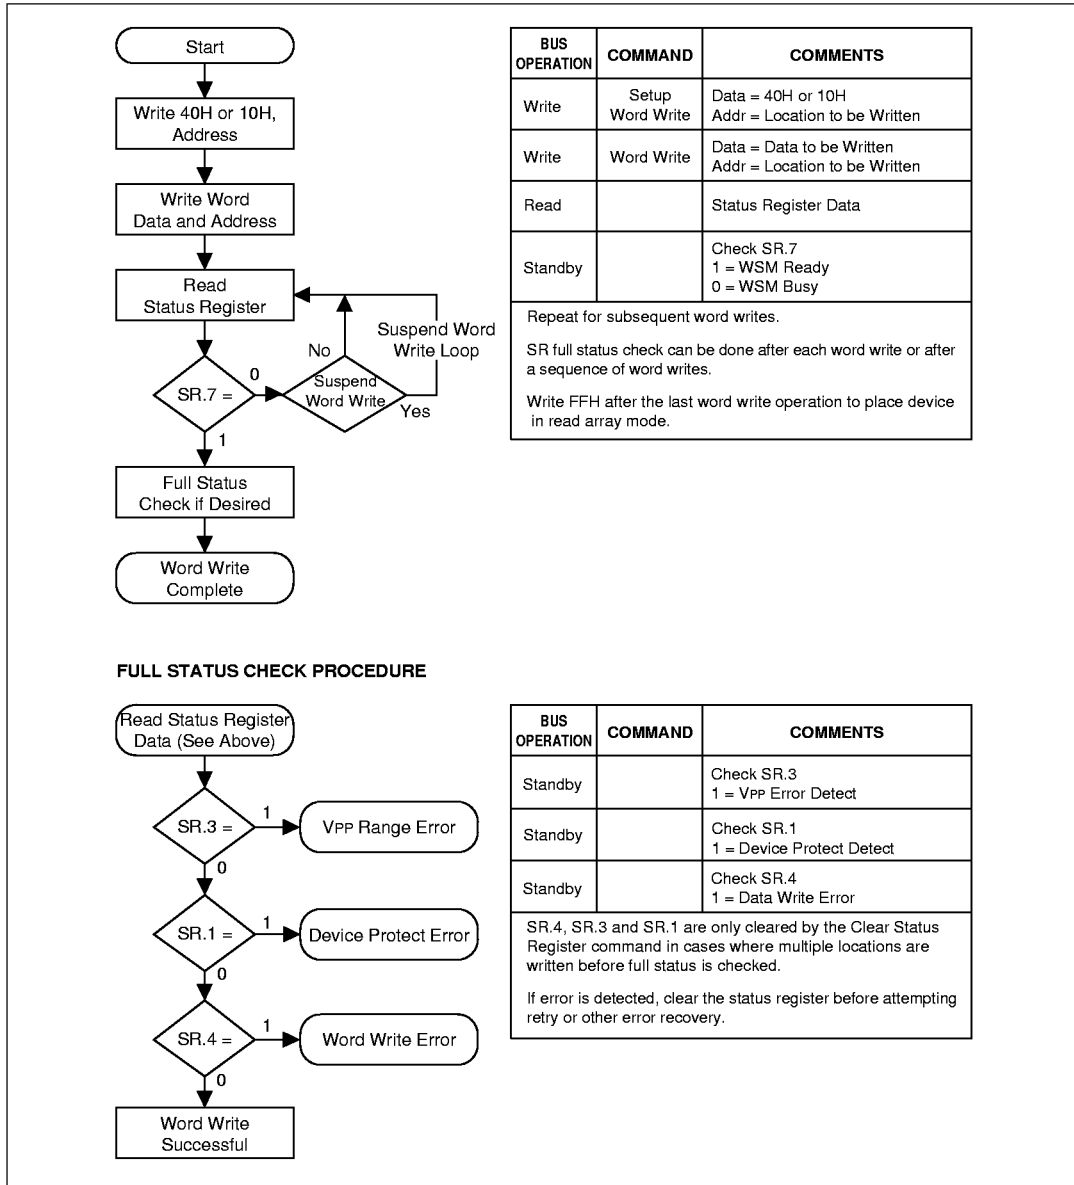 Start
Write 40H or 10H,
Address
Write Word
Data and Address
Read
Status Register
Suspend Word
Write Loop
No
0
SR.7 =
Suspend
Word Write
Yes
1
Full Status
Check if Desired
Word Write
Complete
BUS
OPERATION
COMMAND
COMMENTS
Write
Setup
Word Write
Data = 40H or 10H
Addr = Location to be Written
Write
Word Write
Data = Data to be Written
Addr = Location to be Written
Read
Status Register Data
Standby
Check SR.7
1 = WSM Ready
0 = WSM Busy
Repeat for subsequent word writes.
SR full status check can be done after each word write or after
a sequence of word writes.
Write FFH after the last word write operation to place device
in read array mode.
FULL STATUS CHECK PROCEDURE
Read Status Register
Data (See Above)
SR.3 =
1
VPP Range Error
0
SR.1 =
1
Device Protect Error
0
SR.4 =
1
Word Write Error
0
Word Write
Successful
BUS
OPERATION
COMMAND
COMMENTS
Standby
Check SR.3
1 = VPP Error Detect
Standby
Check SR.1
1 = Device Protect Detect
Standby
Check SR.4
1 = Data Write Error
SR.4, SR.3 and SR.1 are only cleared by the Clear Status
Register command in cases where multiple locations are
written before full status is checked.
If error is detected, clear the status register before attempting
retry or other error recovery.